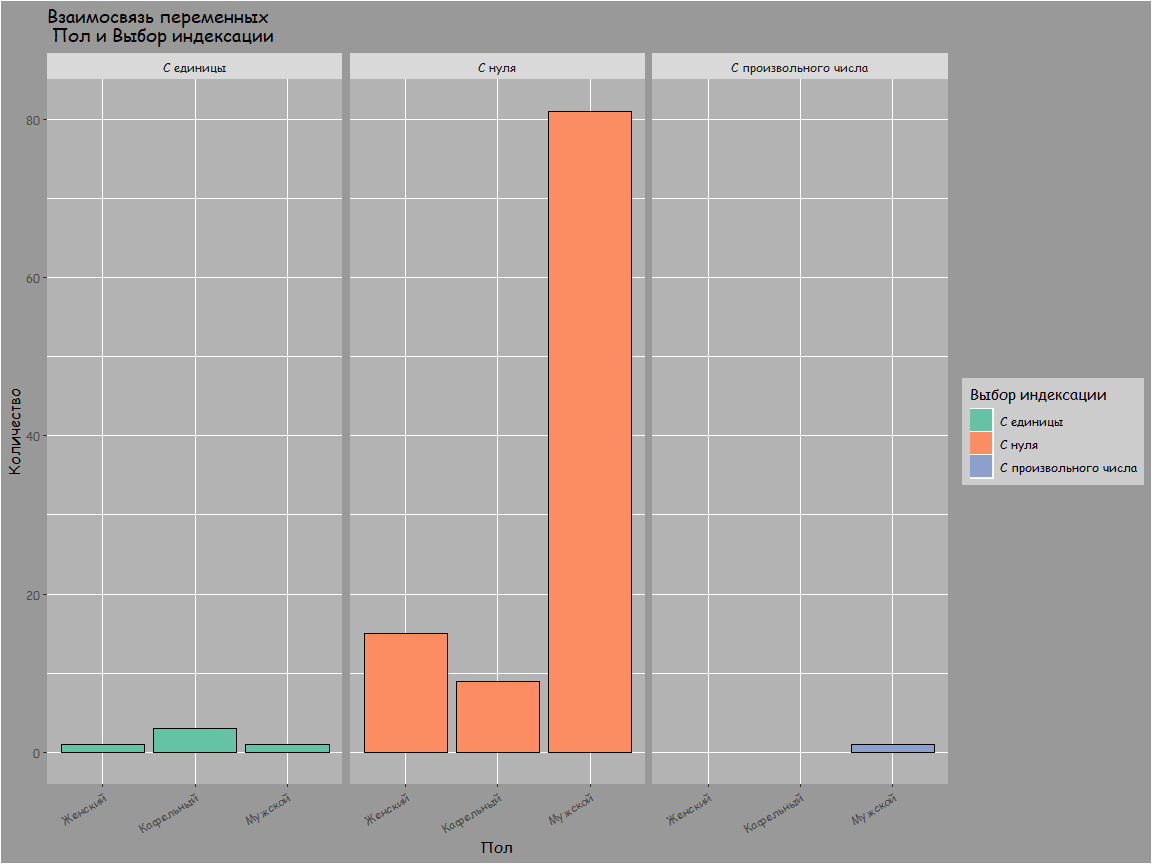 Взаимосвязь переменных
Пол и Выбор индексации
С единицы
С нуля
С произвольного числа
80
60
40
20
0
Количество
Женский
Кафельный
Мужской
Женский
Кафельный
Мужской
Женский
Кафельный
Мужской
Пол
Выбор индексации
С единицы
С нуля
С произвольного числа